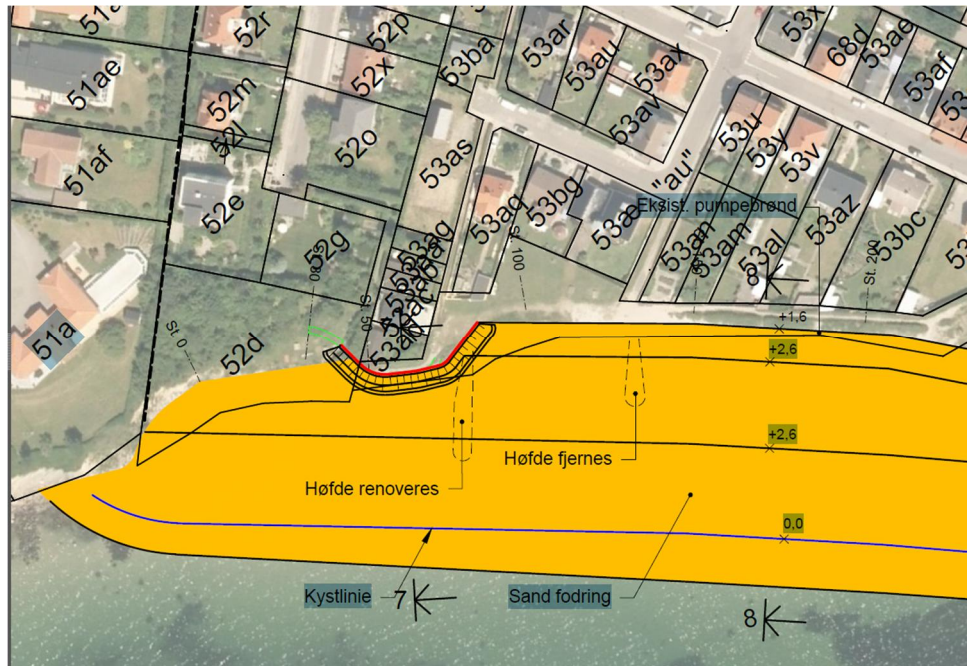 52r
52p
53ba
53ar
53au
53ax
53x
68d
53ae
53af
51ae
52m
52x
53av
53u
53y
53v
52l
52o
53as
"au"
51af
52e
53aq
53bg
53æ
Eksist. pumpebrønd
52g
53an
53am
53al
53az
53bc
St. 100
St. 200
8
St. 50
51a
St 0
52d
+1,6
+2,6
+2,6
Høfde fjernes
Høfde renoveres
0,0
Kystlinie
7
Sand fodring
8